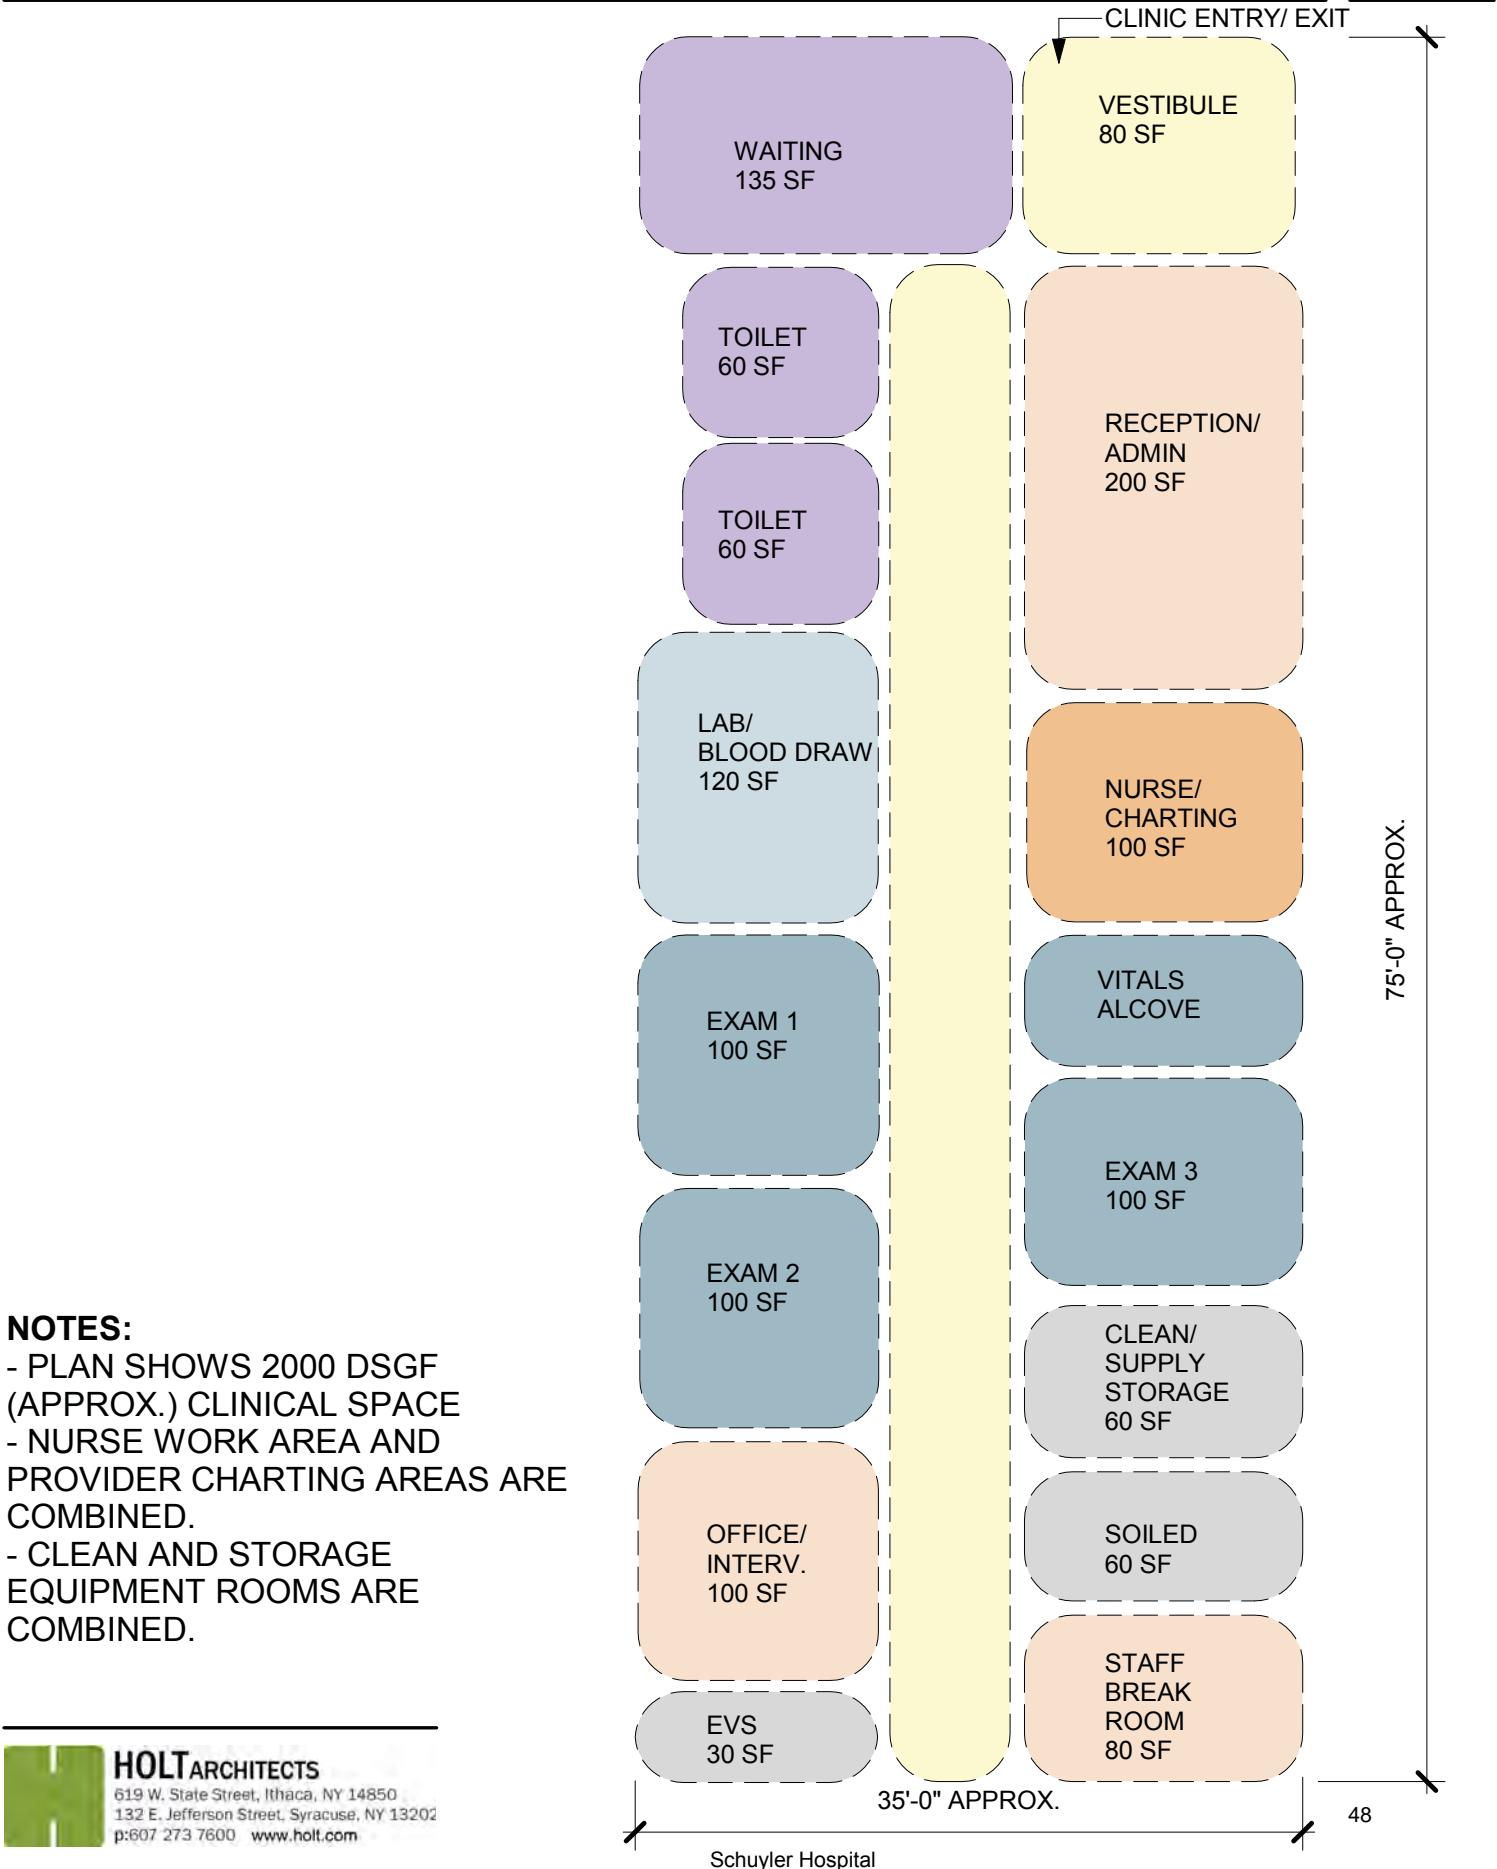 CLINIC ENTRY/ EXIT
VESTIBULE
80 SF
WAITING
135 SF
TOILET
60 SF
RECEPTION/
ADMIN
200 SF
TOILET
60 SF
LAB/
BLOOD DRAW
120 SF
NURSE/
CHARTING
100 SF
75'-0" APPROX.
VITALS
ALCOVE
EXAM 1
100 SF
EXAM 3
100 SF
EXAM 2
100 SF
CLEAN/
SUPPLY
STORAGE
60 SF
NOTES:
- PLAN SHOWS 2000 DSGF
(APPROX.) CLINICAL SPACE
- NURSE WORK AREA AND
PROVIDER CHARTING AREAS ARE
COMBINED.
- CLEAN AND STORAGE
EQUIPMENT ROOMS ARE
COMBINED.
OFFICE/
INTERV.
100 SF
SOILED
60 SF
STAFF
BREAK
ROOM
80 SF
EVS
30 SF
HOLT ARCHITECTS
619 W. State Street, Ithaca, NY 14850
132 E. Jefferson Street, Syracuse, NY 13202
p:607 273 7600 www.holt.com
35'-0" APPROX.
48
Schuyler Hospital